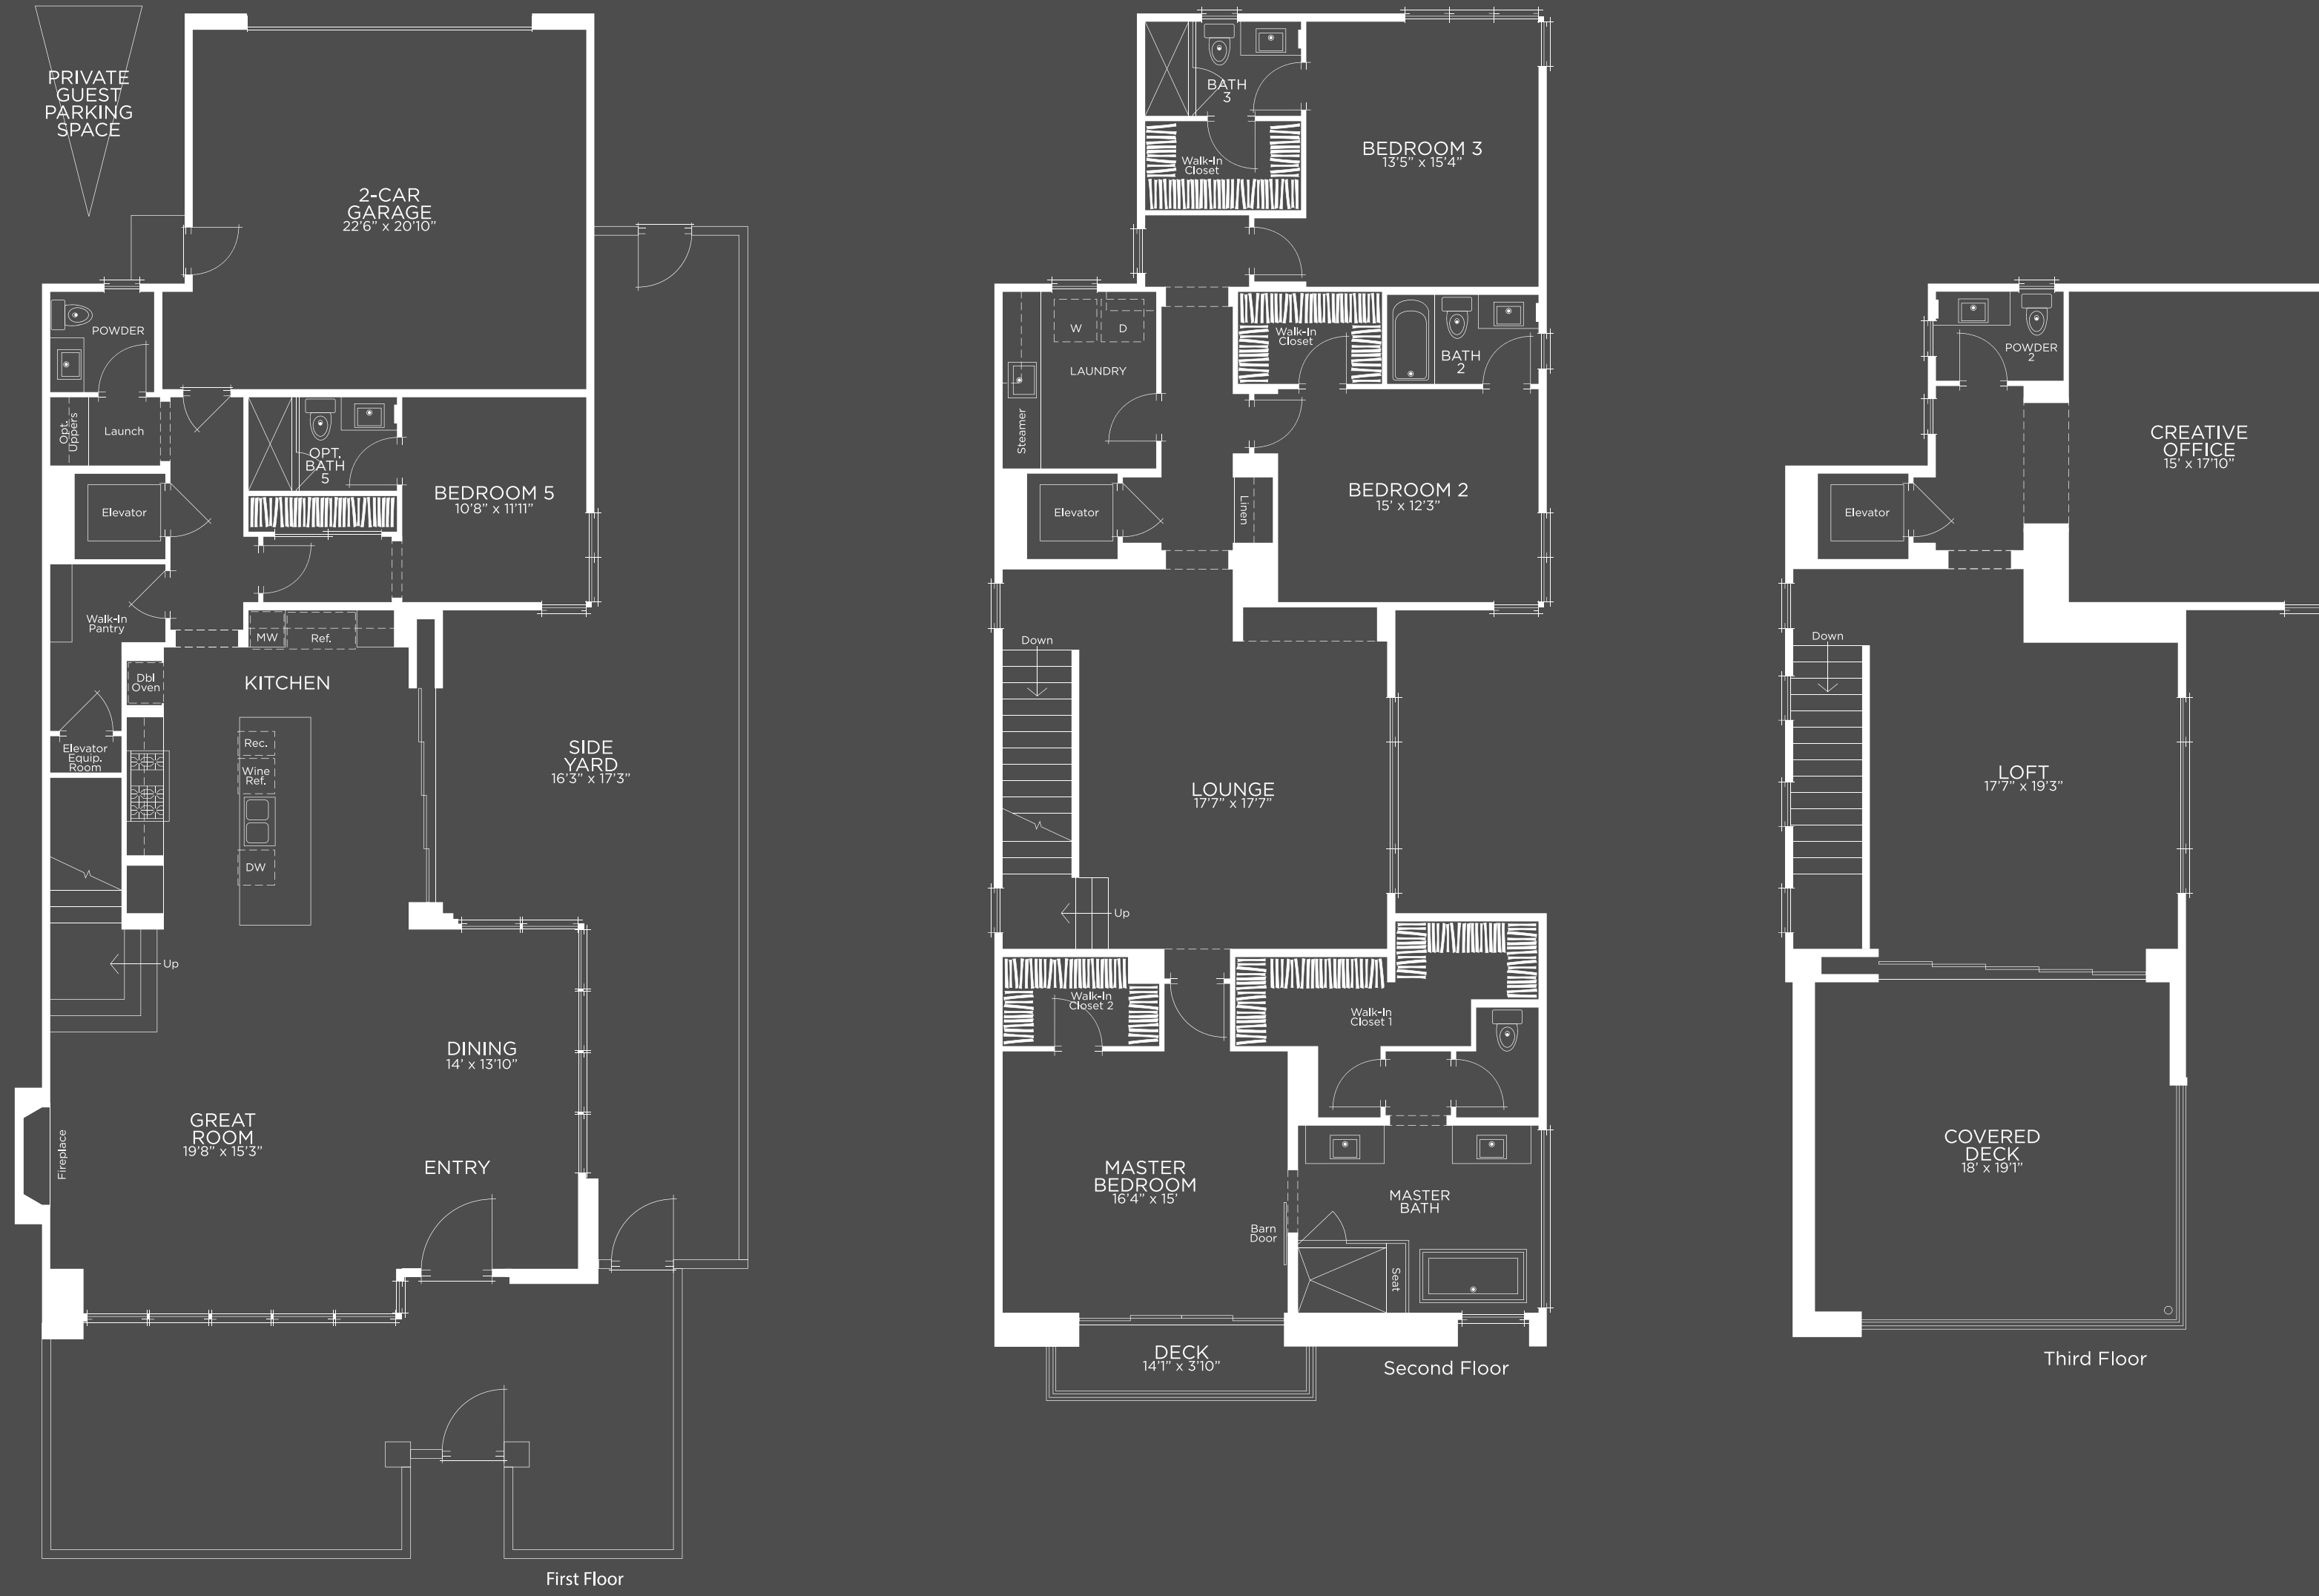 PRIVATE
GUEST
PARKING
SPACE
2-CAR
GARAGE
22'6" x 20'10"
POWDER
Opt.
Uppers
Launch
OPT.
BATH
5
BEDROOM 5
10'8" x 11'11"
Elevator
Walk-In
Pantry
MW
Ref.
Dbl
Oven
KITCHEN
Elevator
Equip.
Room
Rec.
Wine
Ref.
DW
SIDE
YARD
16'3" x 17'3"
Up
DINING
14' x 13'10"
GREAT
ROOM
19'8" x 15'3"
Fireplace
ENTRY
First Floor
BATH
3
Walk-In
Closet
BEDROOM 3
13'5" x 15'4"
W
D
LAUNDRY
Steamer
Walk-In
Closet
BATH
2
Elevator
Linen
BEDROOM 2
15' x 12'3"
Down
LOUNGE
17'7" x 17'7"
Up
Walk-In
Closet 2
Walk-In
Closet 1
MASTER
BEDROOM
16'4" x 15'
MASTER
BATH
Barn
Door
Seat
DECK
14'1" x 3'10"
Second Floor
POWDER
2
CREATIVE
OFFICE
15' x 17'10"
Elevator
Down
LOFT
17'7" x 19'3"
COVERED
DECK
18' x 19'1"
Third Floor